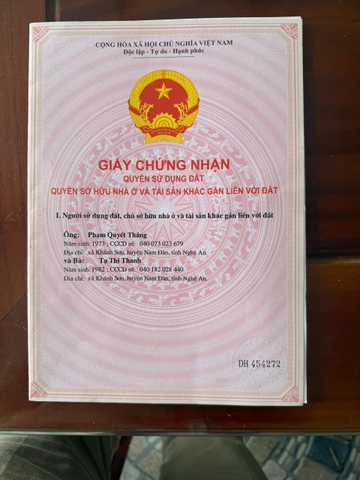 CỘNG HÒA XÃ HỘI CHỦ NGHĨA VIỆT NAM
Độc lập - Tự do - Hạnh phúc
GIẤY CHỨNG NHẬN
QUYỀN SỬ DỤNG ĐẤT
QUYỀN SỞ HỮU NHÀ Ở VÀ TÀI SẢN KHÁC GẮN LIỀN VỚI ĐẤT
I. Người sử dụng đất, chủ sở hữu nhà ở và tài sản khác gắn liền với đất
Ông: Phạm Quyết Thắng
Năm sinh: 1973 ; CCCD số: 040 073 023 679
Địa chỉ: xã Khánh Sơn, huyện Nam Đàn, tỉnh Nghệ An.
và Bà: Tạ Thị Thanh
Năm sinh: 1982 ; CCCD số: 040 182 028 440
Địa chỉ: xã Khánh Sơn, huyện Nam Đàn, tỉnh Nghệ An.
DH 454272